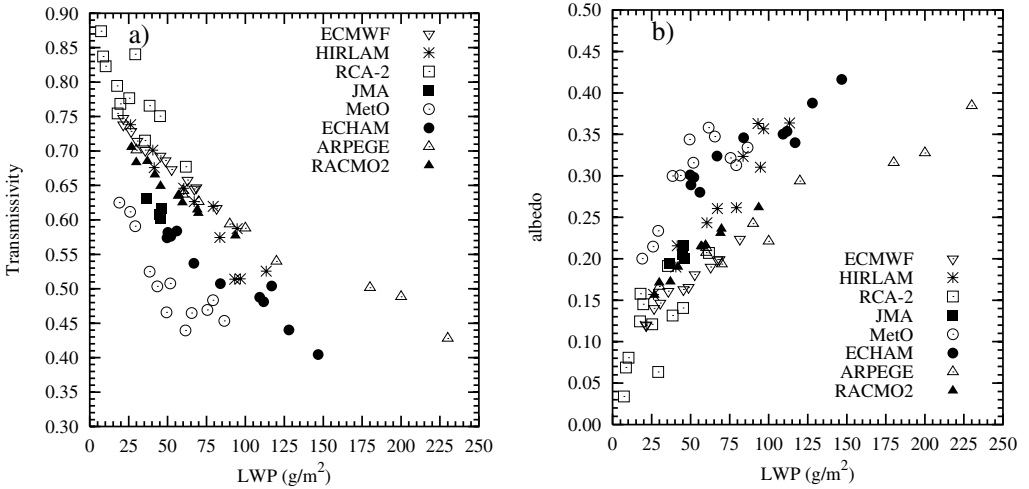 a)
ECMWF
HIRLAM
RCA-2
JMA
MetO
ECHAM
ARPEGE
RACMO2
Transmissivity
0.90
0.85
0.80
0.75
0.70
0.65
0.60
0.55
0.50
0.45
0.40
0.35
0.30
0 25 50 75 100 125 150 175 200 225 250
LWP (g/m²)
b)
albedo
0.50
0.45
0.40
0.35
0.30
0.25
0.20
0.15
0.10
0.05
0.00
ECMWF
HIRLAM
RCA-2
JMA
MetO
ECHAM
ARPEGE
RACMO2
0 25 50 75 100 125 150 175 200 225 250
LWP (g/m²)